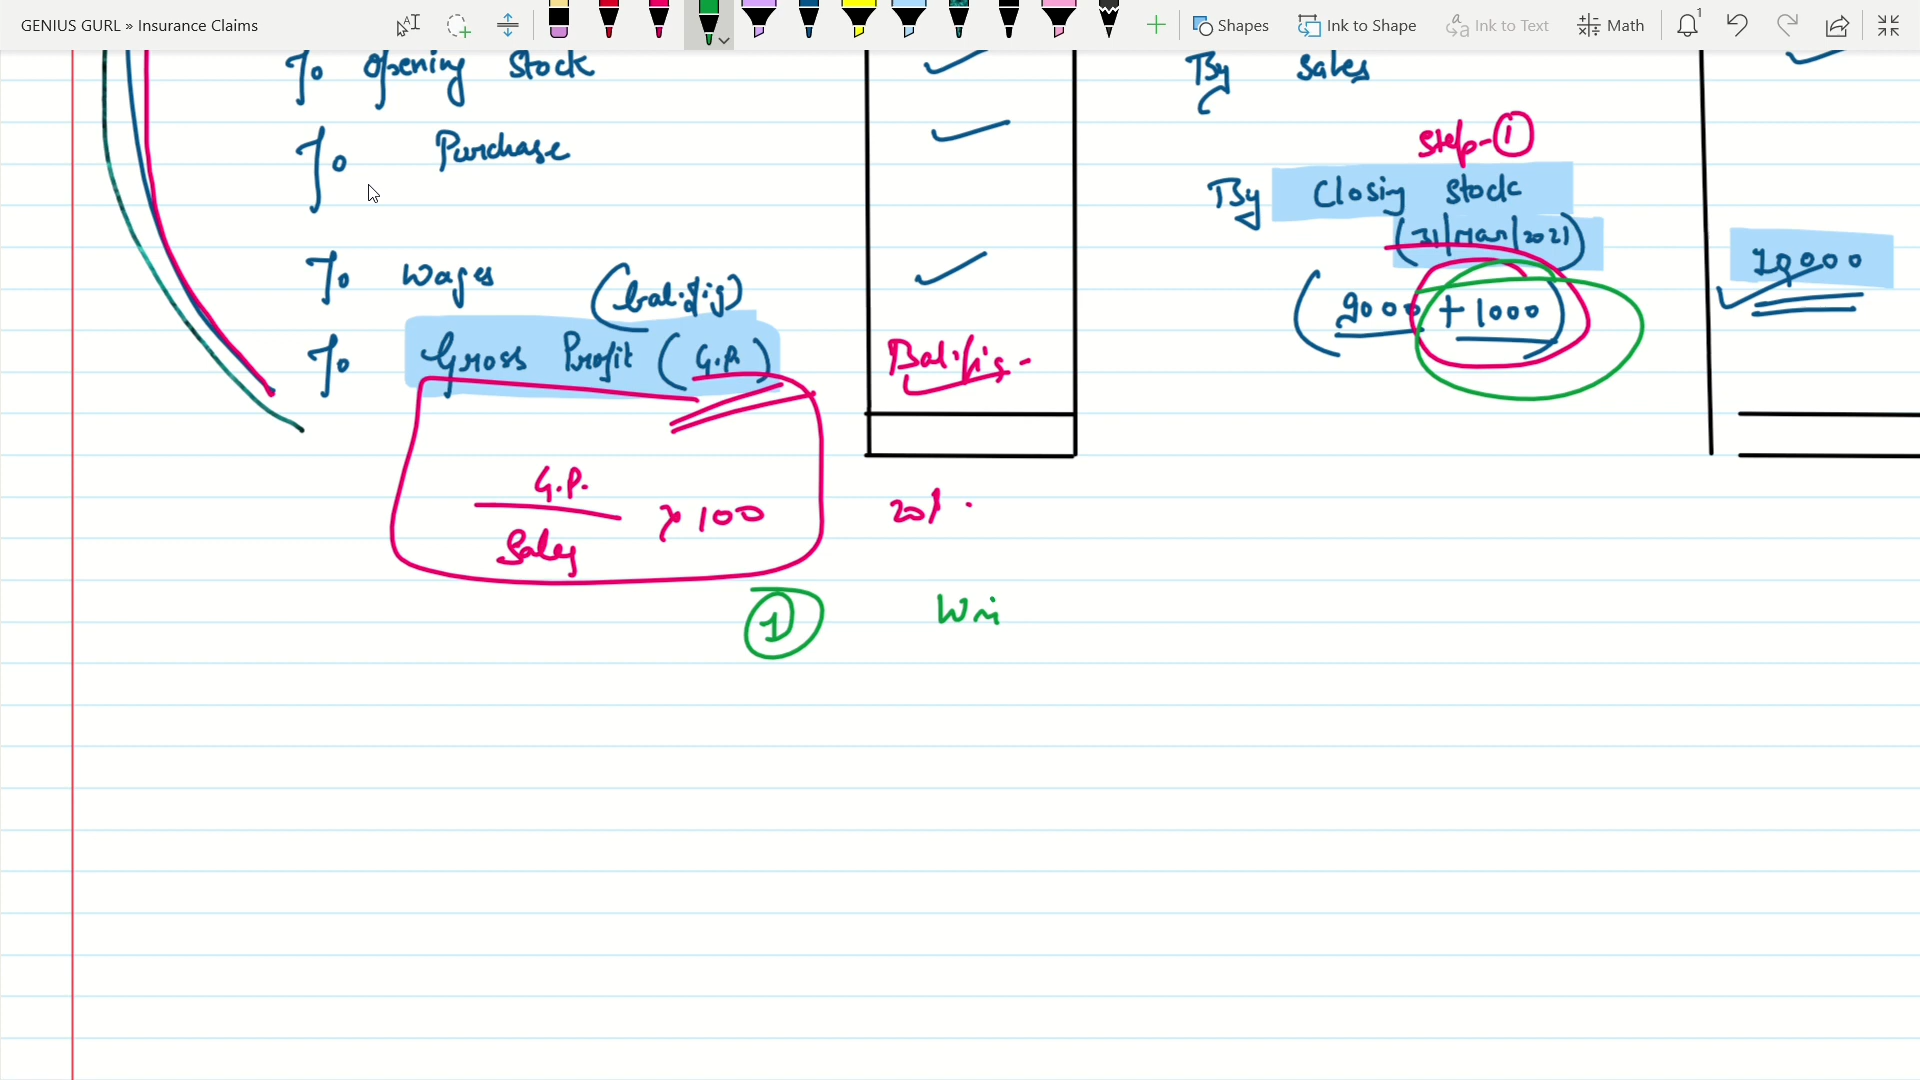 GENIUS GURL » Insurance Claims
Shapes Ink to Shape Ink to Text Math 1
To Opening Stock
By Sales
To Purchase
Step-①
By Closing Stock
(31/Mar/2021)
10000
(9000 + 1000)
To Wages
(bal.fig)
To Gross Profit (G.P.)
Bal.fig.
G.P.
Sales
× 100
20% .
①
Wri